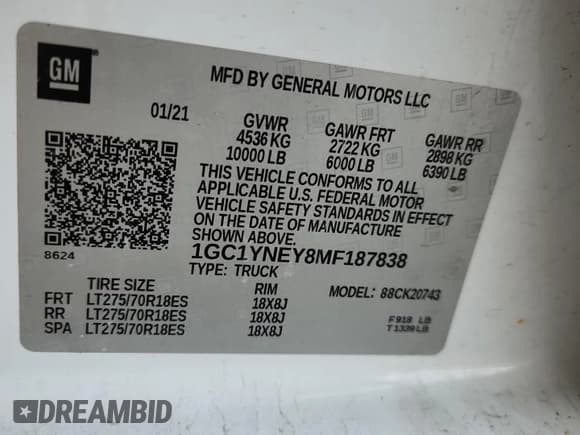 GM
MFD BY GENERAL MOTORS LLC
01/21
GVWR
4536 KG
10000 LB
GAWR FRT
2722 KG
6000 LB
GAWR RR
2898 KG
6390 LB
THIS VEHICLE CONFORMS TO ALL
APPLICABLE U.S. FEDERAL MOTOR
VEHICLE SAFETY STANDARDS IN EFFECT
ON THE DATE OF MANUFACTURE
SHOWN ABOVE.
8624
1GC1YNEY8MF187838
TYPE: TRUCK
TIRE SIZE RIM MODEL: 88CK20743
FRT LT275/70R18ES 18X8J
RR LT275/70R18ES 18X8J
SPA LT275/70R18ES 18X8J
F918 LB
T1338LB
DREAMBID